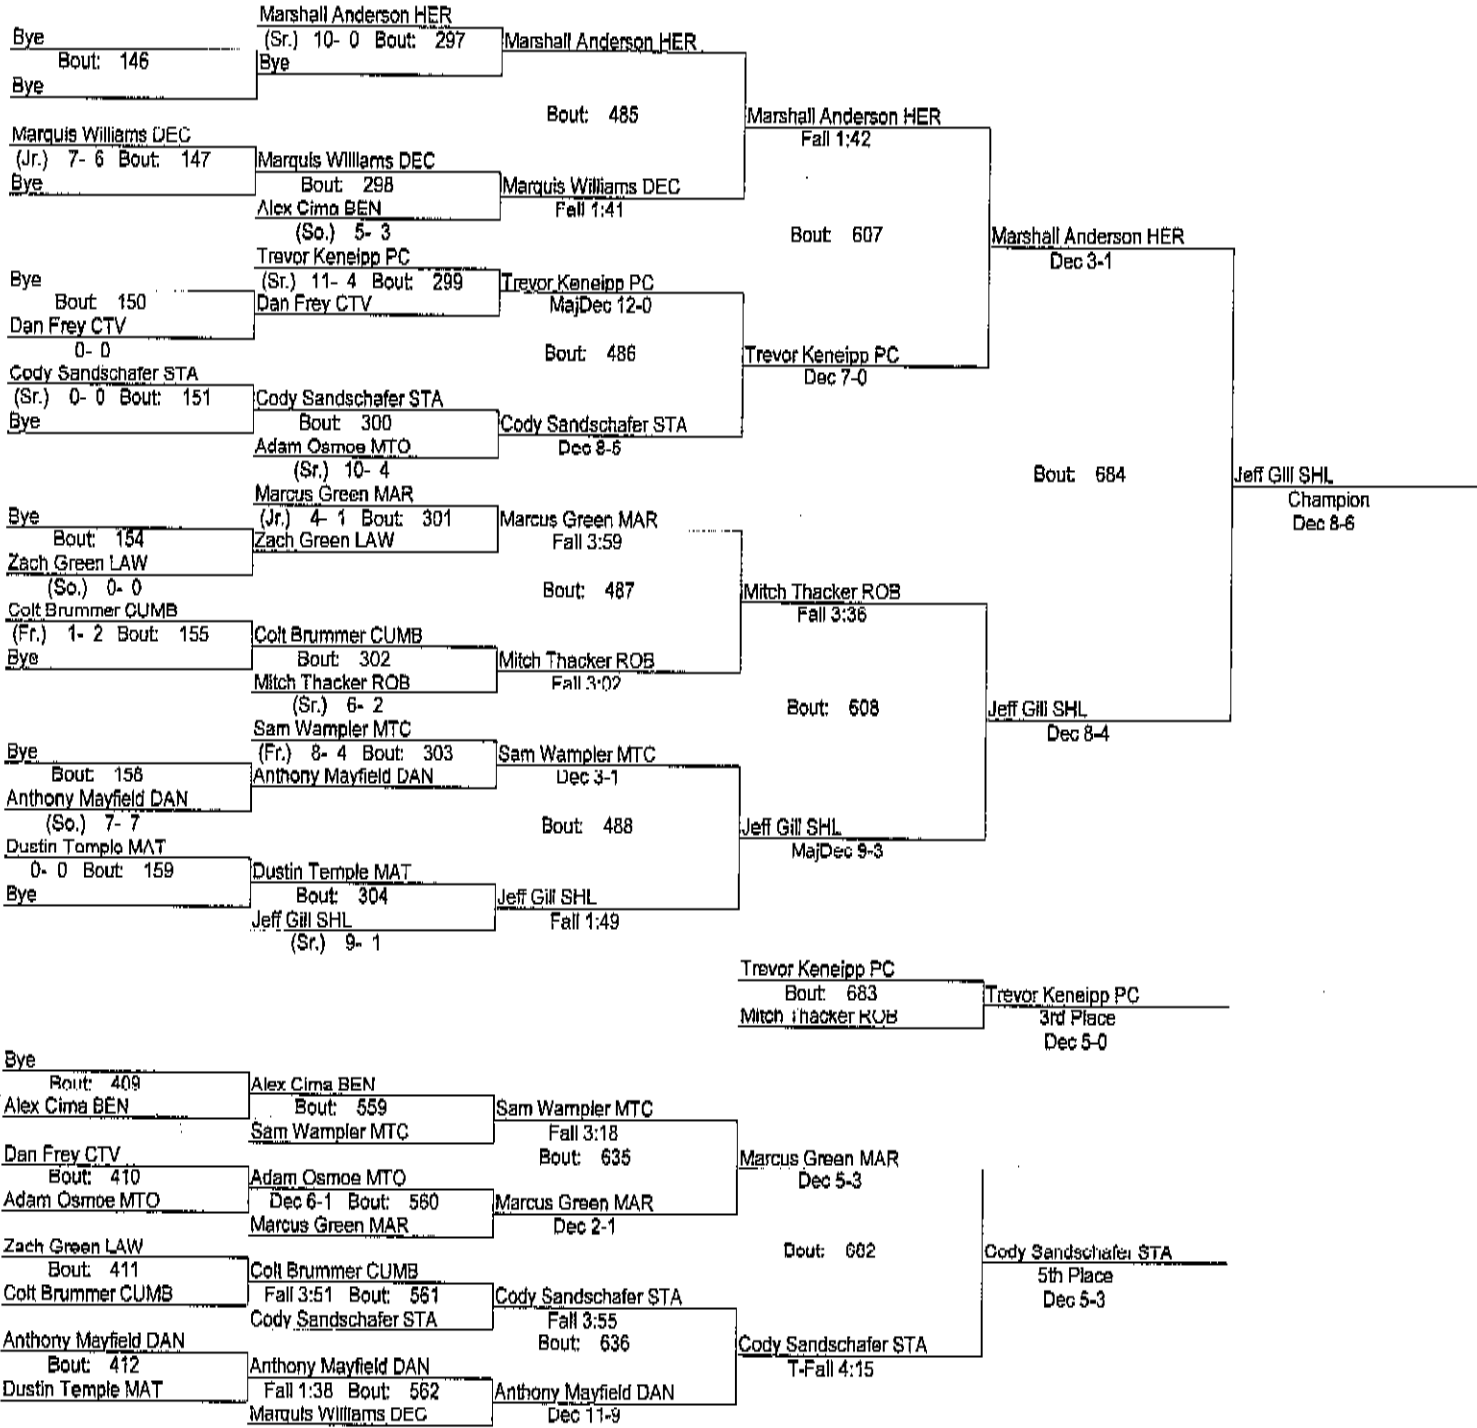 Marshall Anderson HER
Bye
(Sr.) 10- 0 Bout: 297
Marshall Anderson HER
Bout: 146
Bye
Bye
Bout: 485
Marshall Anderson HER
Fall 1:42
Marquis Williams DEC
(Jr.) 7- 6 Bout: 147
Marquis Williams DEC
Bye
Bout: 298
Marquis Williams DEC
Alex Cima BEN
Fall 1:41
(So.) 5- 3
Bout: 607
Marshall Anderson HER
Dec 3-1
Trevor Keneipp PC
Bye
(Sr.) 11- 4 Bout: 299
Trevor Keneipp PC
Bout: 150
Dan Frey CTV
MajDec 12-0
Dan Frey CTV
0- 0
Bout: 486
Trevor Keneipp PC
Dec 7-0
Cody Sandschafer STA
(Sr.) 0- 0 Bout: 151
Cody Sandschafer STA
Bye
Bout: 300
Cody Sandschafer STA
Adam Osmoe MTO
Dec 8-6
(Sr.) 10- 4
Bout: 684
Jeff Gill SHL
Champion
Dec 8-6
Marcus Green MAR
Bye
(Jr.) 4- 1 Bout: 301
Marcus Green MAR
Bout: 154
Zach Green LAW
Fall 3:59
Zach Green LAW
(So.) 0- 0
Bout: 487
Mitch Thacker ROB
Fall 3:36
Colt Brummer CUMB
(Fr.) 1- 2 Bout: 155
Colt Brummer CUMB
Bye
Bout: 302
Mitch Thacker ROB
Mitch Thacker ROB
Fall 3:02
(Sr.) 6- 2
Bout: 608
Jeff Gill SHL
Dec 8-4
Sam Wampler MTC
Bye
(Fr.) 8- 4 Bout: 303
Sam Wampler MTC
Bout: 158
Anthony Mayfield DAN
Dec 3-1
Anthony Mayfield DAN
(So.) 7- 7
Bout: 488
Jeff Gill SHL
MajDec 9-3
Dustin Temple MAT
0- 0 Bout: 159
Dustin Temple MAT
Bye
Bout: 304
Jeff Gill SHL
Jeff Gill SHL
Fall 1:49
(Sr.) 9- 1
Trevor Keneipp PC
Bout: 683
Trevor Keneipp PC
Mitch Thacker ROB
3rd Place
Dec 5-0
Bye
Bout: 409
Alex Cima BEN
Alex Cima BEN
Bout: 559
Sam Wampler MTC
Sam Wampler MTC
Fall 3:18
Dan Frey CTV
Bout: 635
Marcus Green MAR
Bout: 410
Adam Osmoe MTO
Dec 5-3
Adam Osmoe MTO
Dec 6-1 Bout: 560
Marcus Green MAR
Marcus Green MAR
Dec 2-1
Zach Green LAW
Bout: 682
Cody Sandschafer STA
Bout: 411
Colt Brummer CUMB
5th Place
Colt Brummer CUMB
Fall 3:51 Bout: 561
Cody Sandschafer STA
Dec 5-3
Cody Sandschafer STA
Fall 3:55
Anthony Mayfield DAN
Bout: 636
Cody Sandschafer STA
Bout: 412
Anthony Mayfield DAN
T-Fall 4:15
Dustin Temple MAT
Fall 1:38 Bout: 562
Anthony Mayfield DAN
Marquis Williams DEC
Dec 11-9